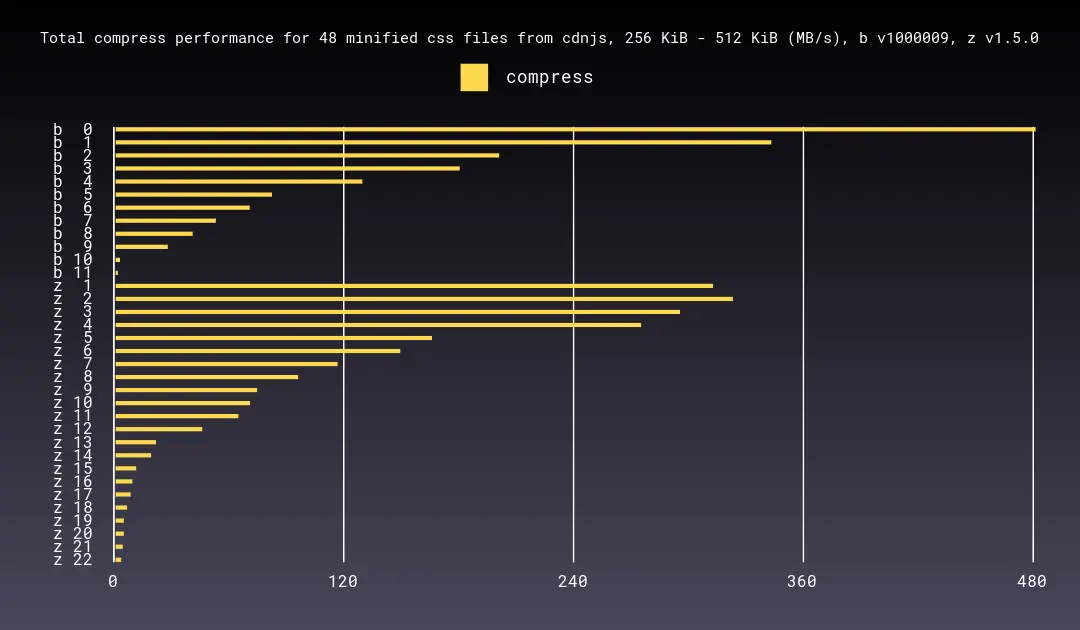 Total compress performance for 48 minified css files from cdnjs, 256 KiB - 512 KiB (MB/s), b v1000009, z v1.5.0
compress
b  0
b  1
b  2
b  3
b  4
b  5
b  6
b  7
b  8
b  9
b 10
b 11
z  1
z  2
z  3
z  4
z  5
z  6
z  7
z  8
z  9
z 10
z 11
z 12
z 13
z 14
z 15
z 16
z 17
z 18
z 19
z 20
z 21
z 22
0 120 240 360 480